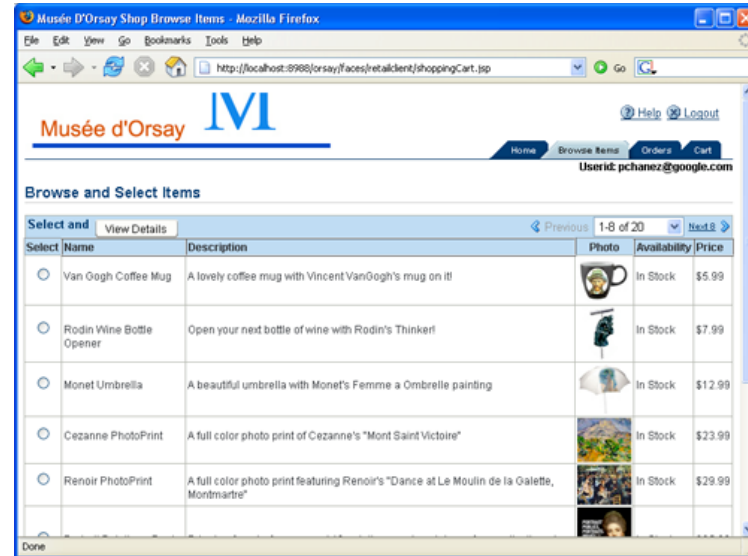 Musée D'Orsay Shop Browse Items - Mozilla Firefox
File Edit View Go Bookmarks Tools Help
http://localhost:8988/orsay/faces/retailclient/shoppingCart.jsp Go G
M
Musée d'Orsay
Help Logout
Home Browse Items Orders Cart
Userid: pchanez@google.com
Browse and Select Items
Select and View Details Previous 1-8 of 20 Next 8
Select Name Description Photo Availability Price
Van Gogh Coffee Mug A lovely coffee mug with Vincent VanGogh's mug on it! In Stock $5.99
Rodin Wine Bottle Opener Open your next bottle of wine with Rodin's Thinker! In Stock $7.99
Monet Umbrella A beautiful umbrella with Monet's Femme a Ombrelle painting In Stock $12.99
Cezanne PhotoPrint A full color photo print of Cezanne's "Mont Saint Victoire" In Stock $23.99
Renoir PhotoPrint A full color photo print featuring Renoir's "Dance at Le Moulin de la Galette,
Montmartre" In Stock $29.99
Done